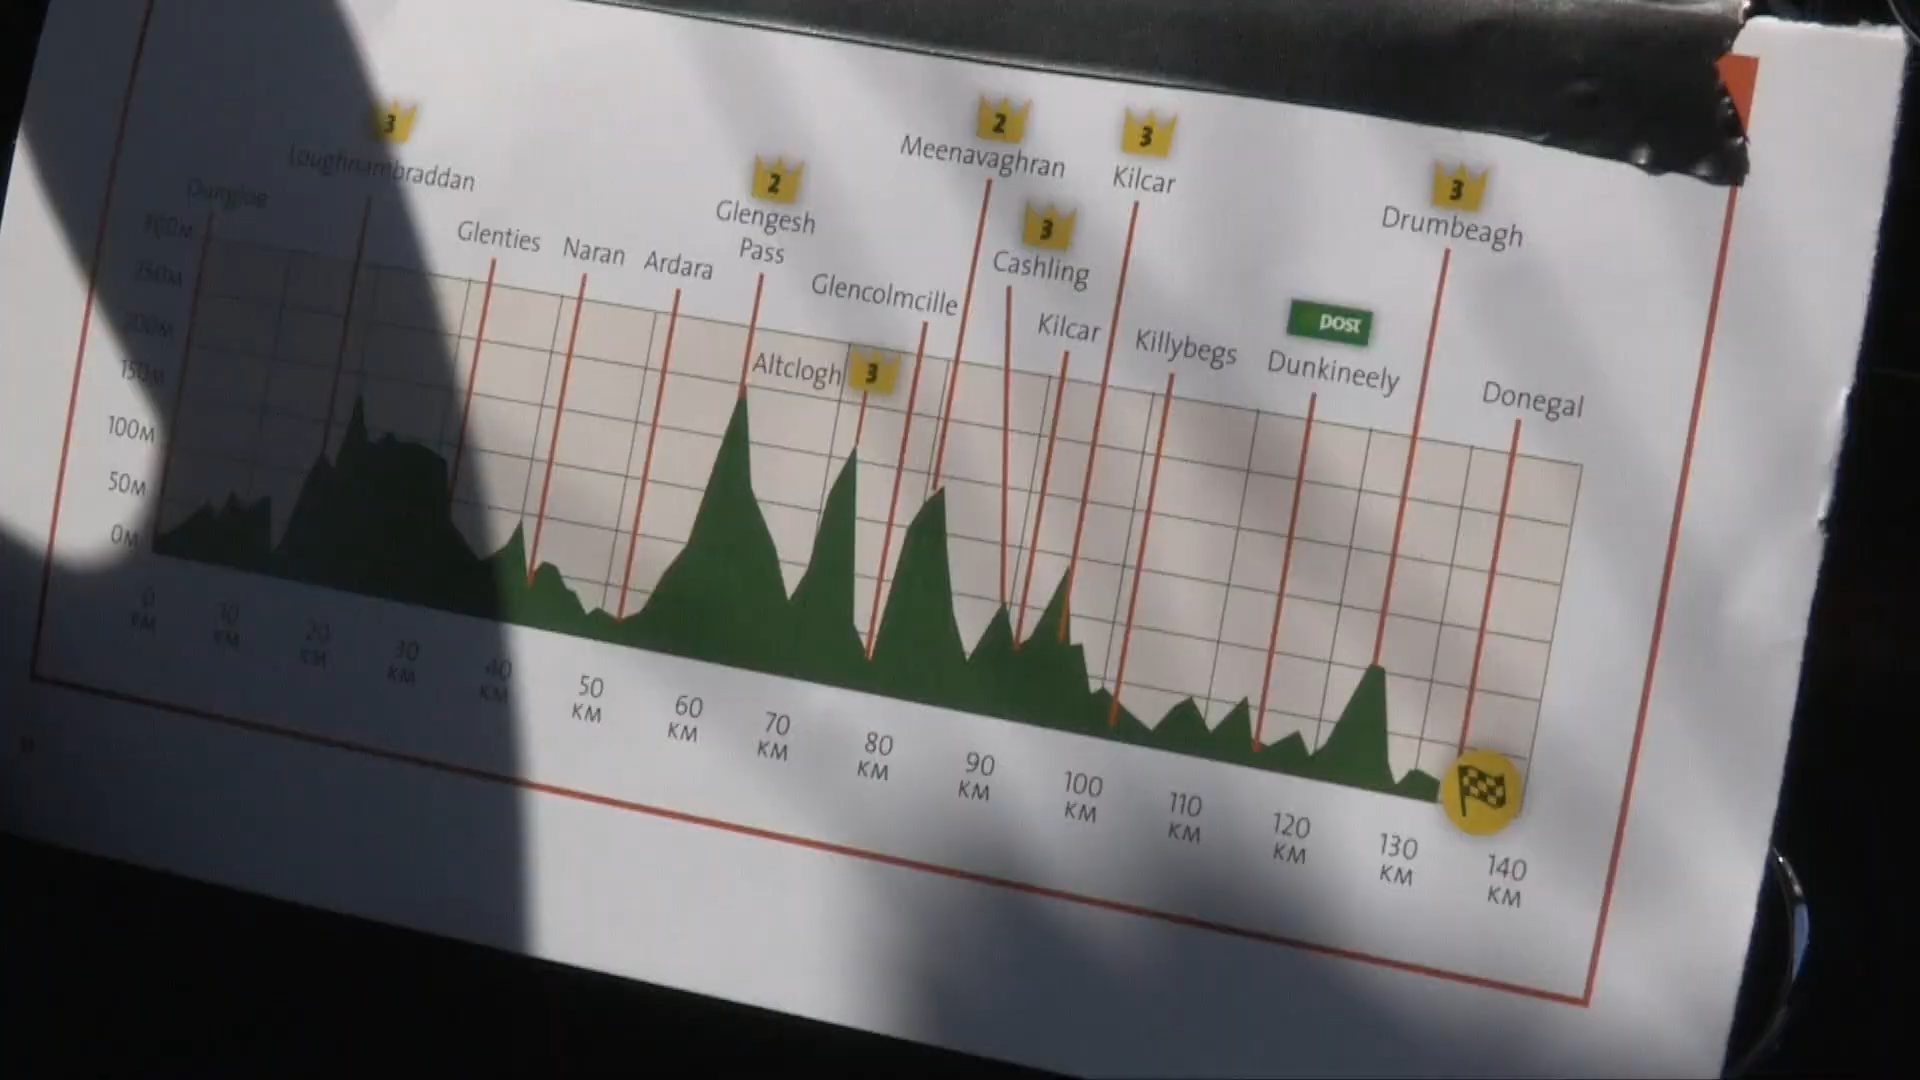 3
Loughnambraddan
Dungloe
Glenties
Naran
Ardara
2
Glengesh
Pass
Altclogh 3
Glencolmcille
2
Meenavaghran
3
Cashling
Kilcar
3
Kilcar
Killybegs
post
Dunkineely
3
Drumbeagh
Donegal
300M
250M
200M
150M
100M
50M
0M
0
KM
10
KM
20
KM
30
KM
40
KM
50
KM
60
KM
70
KM
80
KM
90
KM
100
KM
110
KM
120
KM
130
KM
140
KM